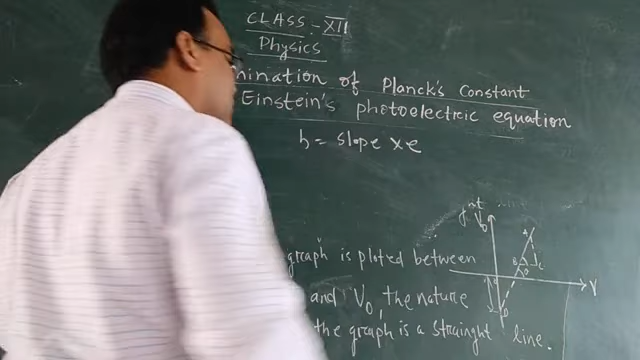 CLASS - XII
Physics
mination of Planck's Constant
Einstein's photoelectric equation
h = slope x e
graph is ploted between
and V₀, the nature
the graph is a strainght line.